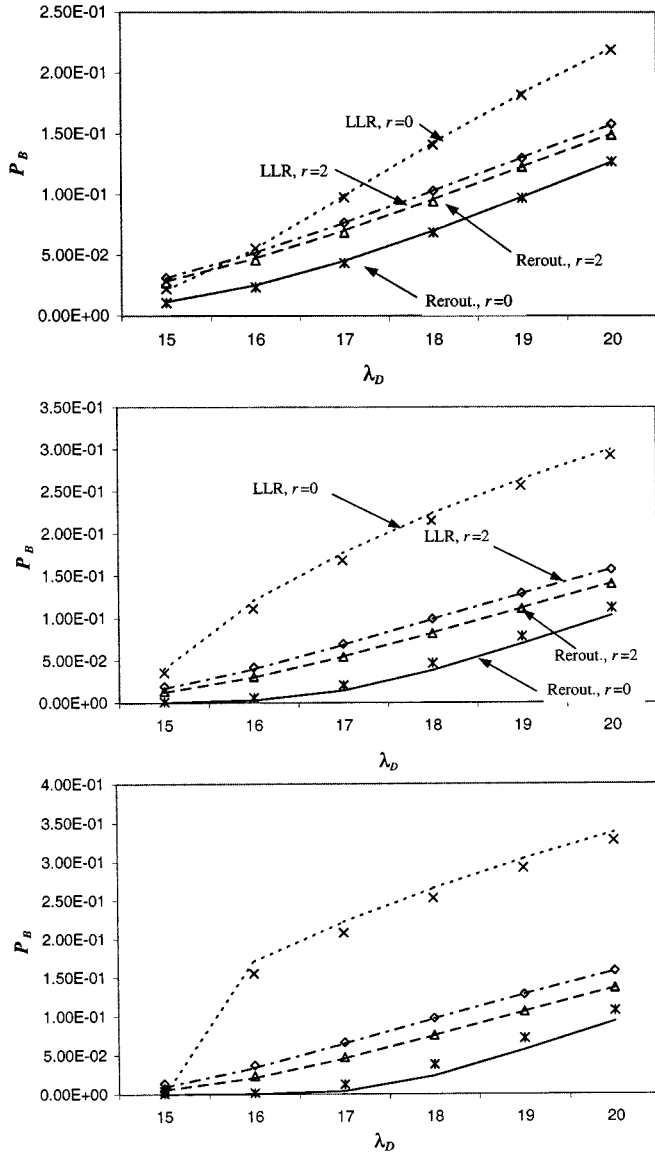 2.50E-01
2.00E-01
1.50E-01
1.00E-01
5.00E-02
0.00E+00
P_B
LLR, r=0
LLR, r=2
Rerout., r=2
Rerout., r=0
15 16 17 18 19 20
λ_D
3.50E-01
3.00E-01
2.50E-01
2.00E-01
1.50E-01
1.00E-01
5.00E-02
0.00E+00
P_B
LLR, r=0
LLR, r=2
Rerout., r=2
Rerout., r=0
15 16 17 18 19 20
λ_D
4.00E-01
3.50E-01
3.00E-01
2.50E-01
2.00E-01
1.50E-01
1.00E-01
5.00E-02
0.00E+00
P_B
15 16 17 18 19 20
λ_D